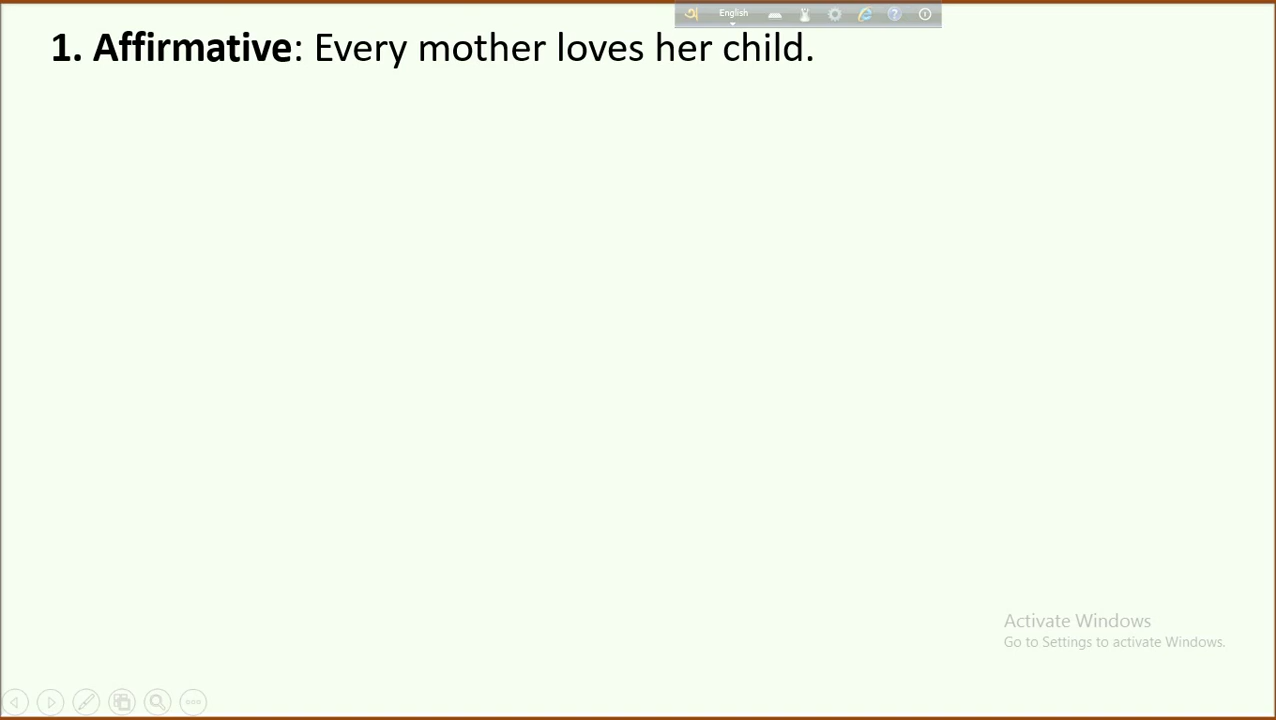 অ English
1. Affirmative: Every mother loves her child.
Activate Windows
Go to Settings to activate Windows.